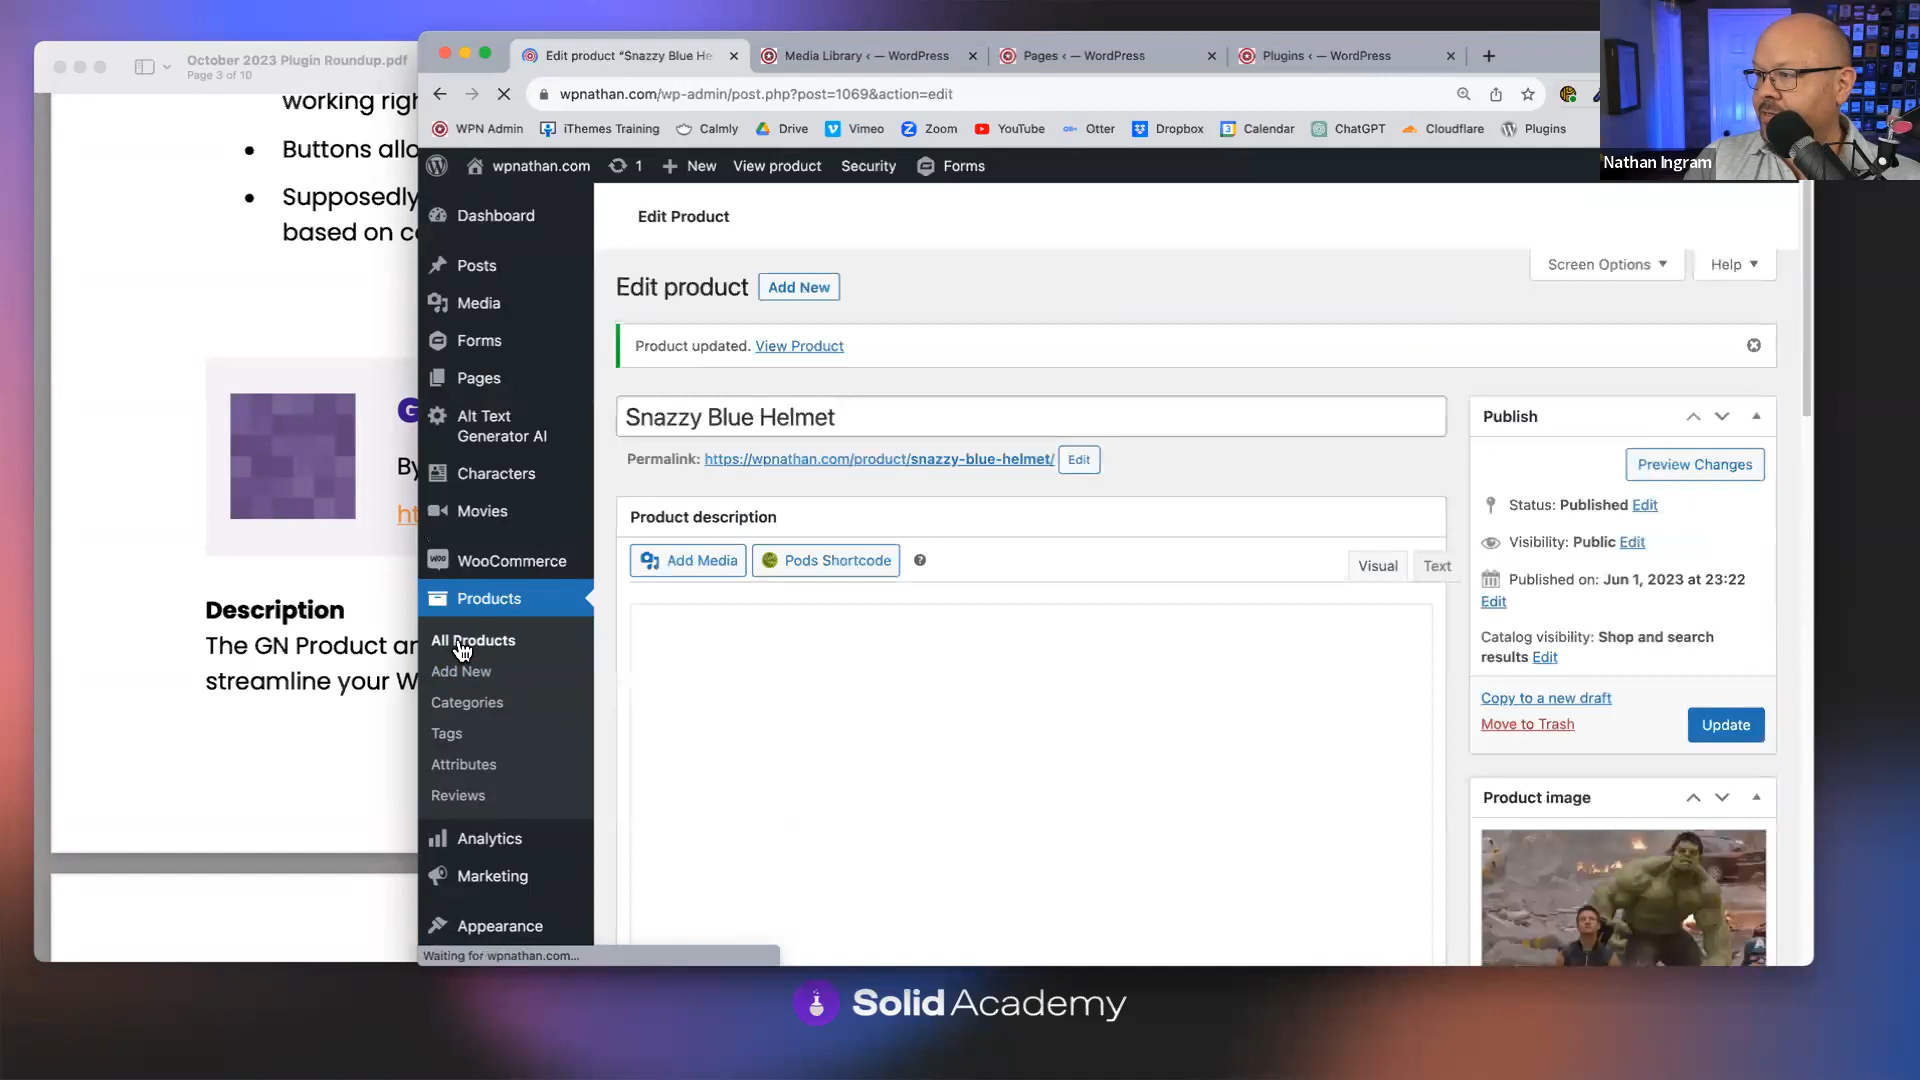 October 2023 Plugin Roundup.pdf
Page 3 of 10
working righ
Buttons allo
Supposedly
based on co
G
By
ht
Description
The GN Product an
streamline your W
Edit product “Snazzy Blue He
Media Library ‹ — WordPress
Pages ‹ — WordPress
Plugins ‹ — WordPress
wpnathan.com/wp-admin/post.php?post=1069&action=edit
WPN Admin
iThemes Training
Calmly
Drive
Vimeo
Zoom
YouTube
Otter
Dropbox
Calendar
ChatGPT
Cloudflare
Plugins
Nathan Ingram
wpnathan.com
1
New
View product
Security
Forms
Dashboard
Posts
Media
Forms
Pages
Alt Text
Generator AI
Characters
Movies
WooCommerce
Products
All Products
Add New
Categories
Tags
Attributes
Reviews
Analytics
Marketing
Appearance
Waiting for wpnathan.com...
Edit Product
Screen Options
Help
Edit product
Add New
Product updated. View Product
Snazzy Blue Helmet
Permalink: https://wpnathan.com/product/snazzy-blue-helmet/ Edit
Product description
Add Media
Pods Shortcode
Visual
Text
Publish
Preview Changes
Status: Published Edit
Visibility: Public Edit
Published on: Jun 1, 2023 at 23:22
Edit
Catalog visibility: Shop and search
results Edit
Copy to a new draft
Move to Trash
Update
Product image
SolidAcademy